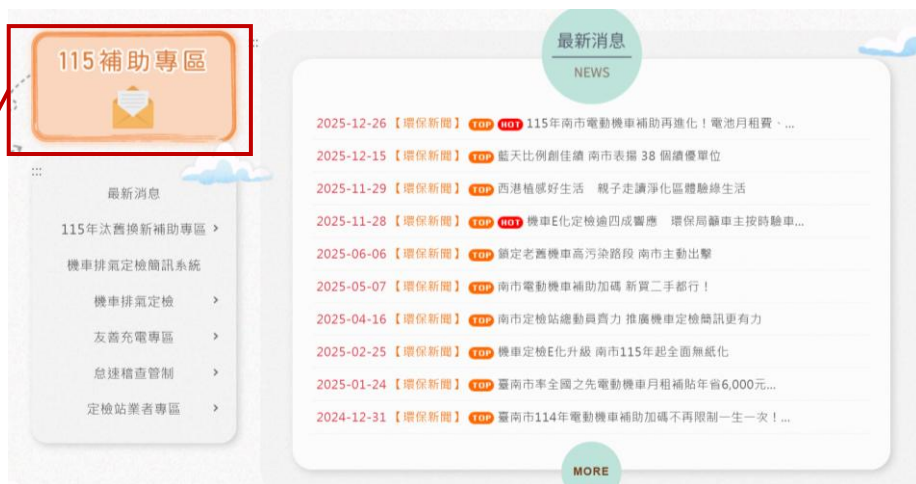 115補助專區
:::
最新消息
115年汰舊換新補助專區 >
機車排氣定檢簡訊系統
機車排氣定檢 >
友善充電專區 >
怠速稽查管制 >
定檢站業者專區 >
:::
最新消息
NEWS
2025-12-26【環保新聞】TOP HOT 115年南市電動機車補助再進化！電池月租費、...
2025-12-15【環保新聞】TOP 藍天比例創佳績 南市表揚 38 個績優單位
2025-11-29【環保新聞】TOP 西港植感好生活　親子走讀淨化區體驗綠生活
2025-11-28【環保新聞】TOP HOT 機車E化定檢逾四成響應　環保局籲車主按時驗車...
2025-06-06【環保新聞】TOP 鎖定老舊機車高污染路段 南市主動出擊
2025-05-07【環保新聞】TOP 南市電動機車補助加碼 新買二手都行！
2025-04-16【環保新聞】TOP 南市定檢站總動員齊力 推廣機車定檢簡訊更有力
2025-02-25【環保新聞】TOP 機車定檢E化升級 南市115年起全面無紙化
2025-01-24【環保新聞】TOP 臺南市率全國之先電動機車月租補貼年省6,000元...
2024-12-31【環保新聞】TOP 臺南市114年電動機車補助加碼不再限制一生一次！...
MORE